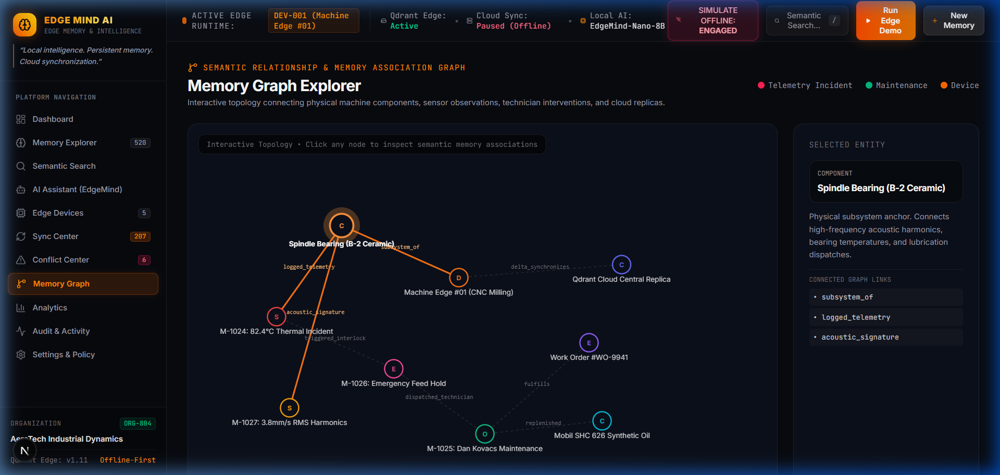 EDGE MIND AI
EDGE MEMORY & INTELLIGENCE
“Local intelligence. Persistent memory.
Cloud synchronization.”
PLATFORM NAVIGATION
Dashboard
Memory Explorer 520
Semantic Search
AI Assistant (EdgeMind)
Edge Devices 5
Sync Center 207
Conflict Center 6
Memory Graph
Analytics
Audit & Activity
Settings & Policy
ORGANIZATION ORG-804
AeroTech Industrial Dynamics
N
Qdrant Edge: v1.11 Offline-First
ACTIVE EDGE
RUNTIME:
DEV-001 (Machine
Edge #01)
Qdrant Edge:
Active
•
Cloud Sync:
Paused (Offline)
•
Local AI:
EdgeMind-Nano-8B
SIMULATE
OFFLINE:
ENGAGED
Semantic
Search...
/
Run
Edge
Demo
+ New
Memory
SEMANTIC RELATIONSHIP & MEMORY ASSOCIATION GRAPH
Memory Graph Explorer
Interactive topology connecting physical machine components, sensor observations, technician interventions, and cloud replicas.
Telemetry Incident
Maintenance
Device
Interactive Topology • Click any node to inspect semantic memory associations
C
Spindle Bearing (B-2 Ceramic)
subsystem_of
logged_telemetry
delta_synchronizes
C
Qdrant Cloud Central Replica
D
Machine Edge #01 (CNC Milling)
acoustic_signature
S
M-1024: 82.4°C Thermal Incident
triggered_interlock
E
Work Order #WO-9941
E
M-1026: Emergency Feed Hold
fulfills
dispatched_technician
S
M-1027: 3.8mm/s RMS Harmonics
replenished
C
Mobil SHC 626 Synthetic Oil
O
M-1025: Dan Kovacs Maintenance
SELECTED ENTITY
COMPONENT
Spindle Bearing (B-2 Ceramic)
Physical subsystem anchor. Connects
high-frequency acoustic harmonics,
bearing temperatures, and lubrication
dispatches.
CONNECTED GRAPH LINKS
• subsystem_of
• logged_telemetry
• acoustic_signature